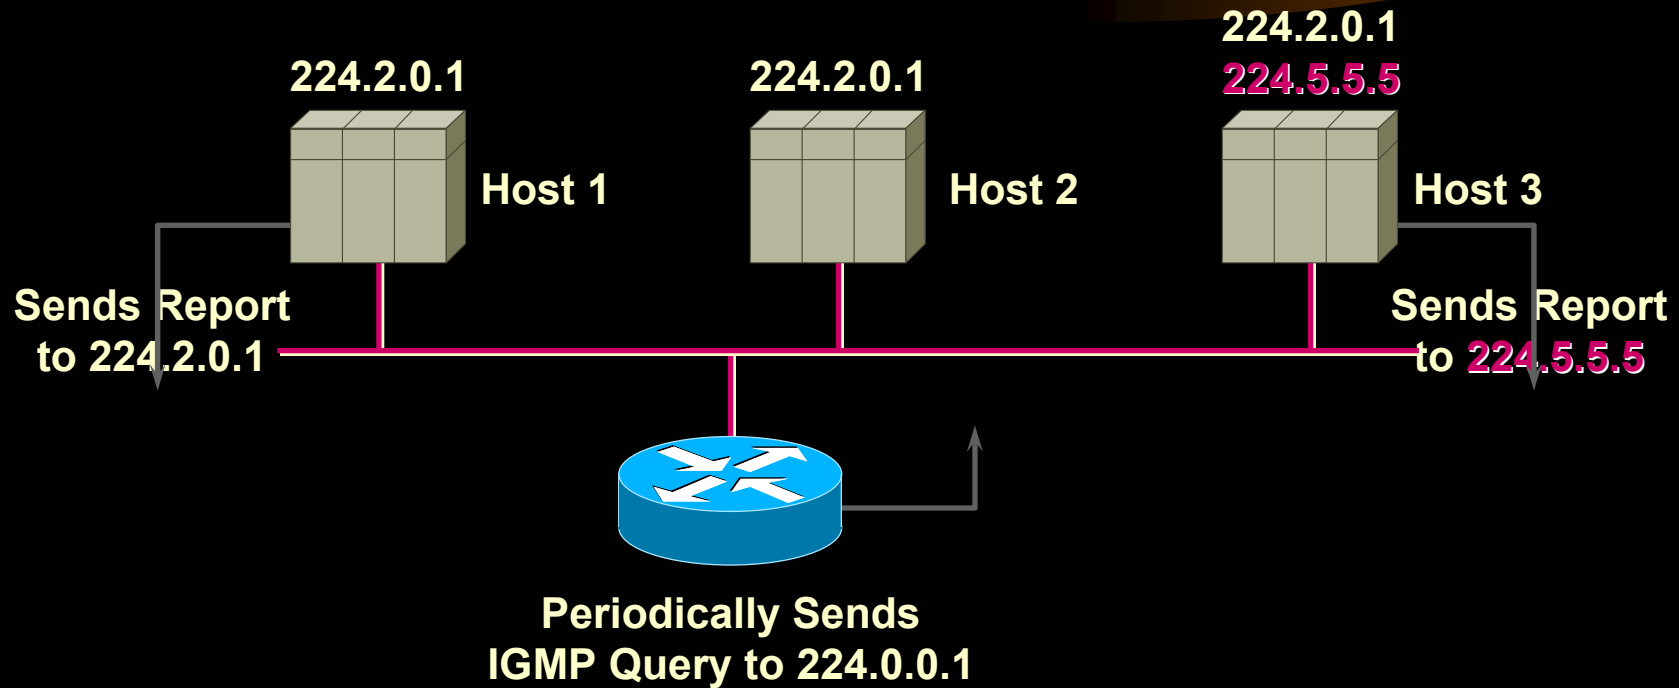 224.2.0.1
224.2.0.1
224.2.0.1
224.5.5.5
Host 1
Host 2
Host 3
Sends Report
to 224.2.0.1
Sends Report
to 224.5.5.5
Periodically Sends
IGMP Query to 224.0.0.1